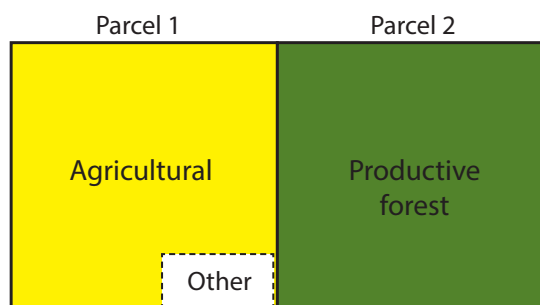 Parcel 1
Parcel 2
Agricultural
Productive
forest
Other